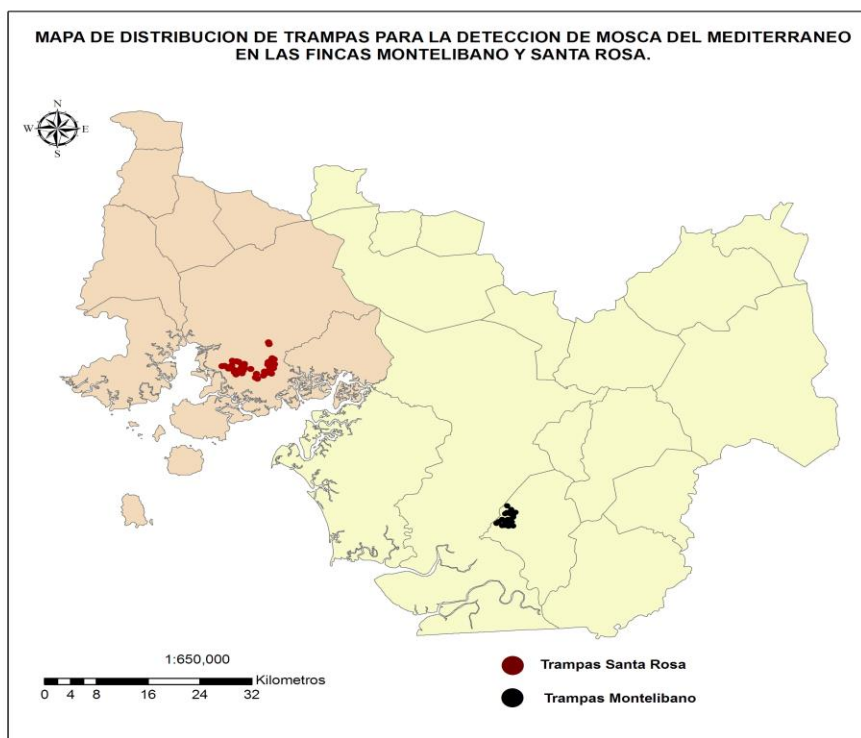 MAPA DE DISTRIBUCION DE TRAMPAS PARA LA DETECCION DE MOSCA DEL MEDITERRANEO
EN LAS FINCAS MONTELIBANO Y SANTA ROSA.
N
W E
S
1:650,000
Kilometros
0 4 8 16 24 32
Trampas Santa Rosa
Trampas Montelibano